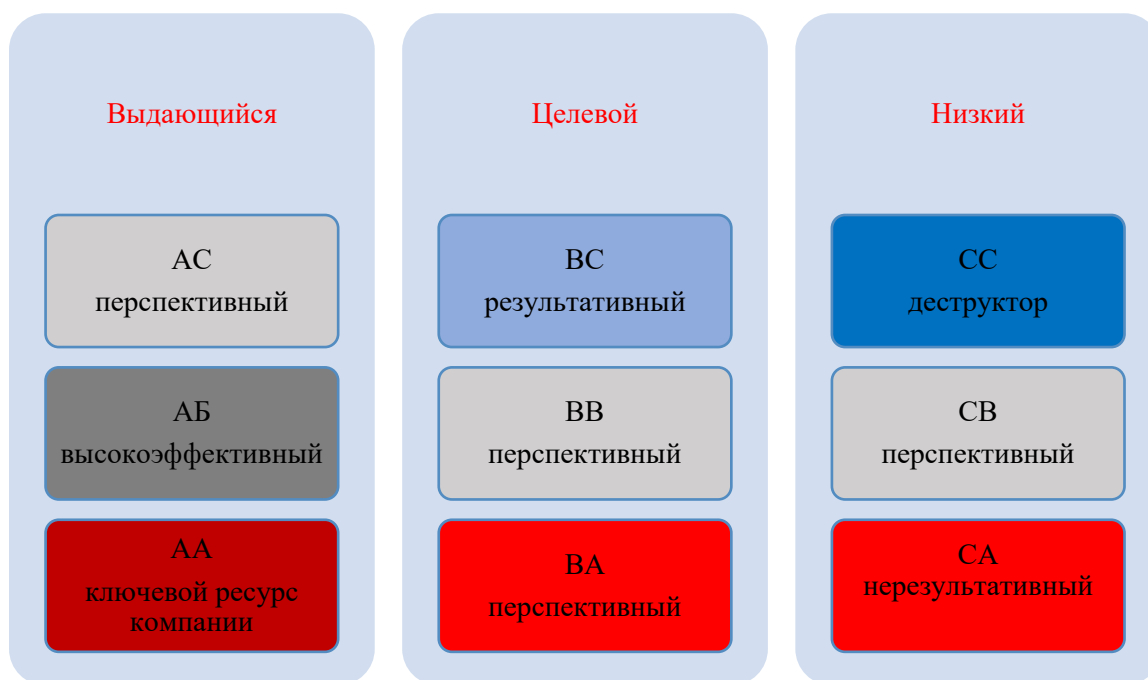 Выдающийся
АС
перспективный
АБ
высокоэффективный
АА
ключевой ресурс
компании
Целевой
ВС
результативный
ВВ
перспективный
ВА
перспективный
Низкий
СС
деструктор
СВ
перспективный
СА
нерезультативный